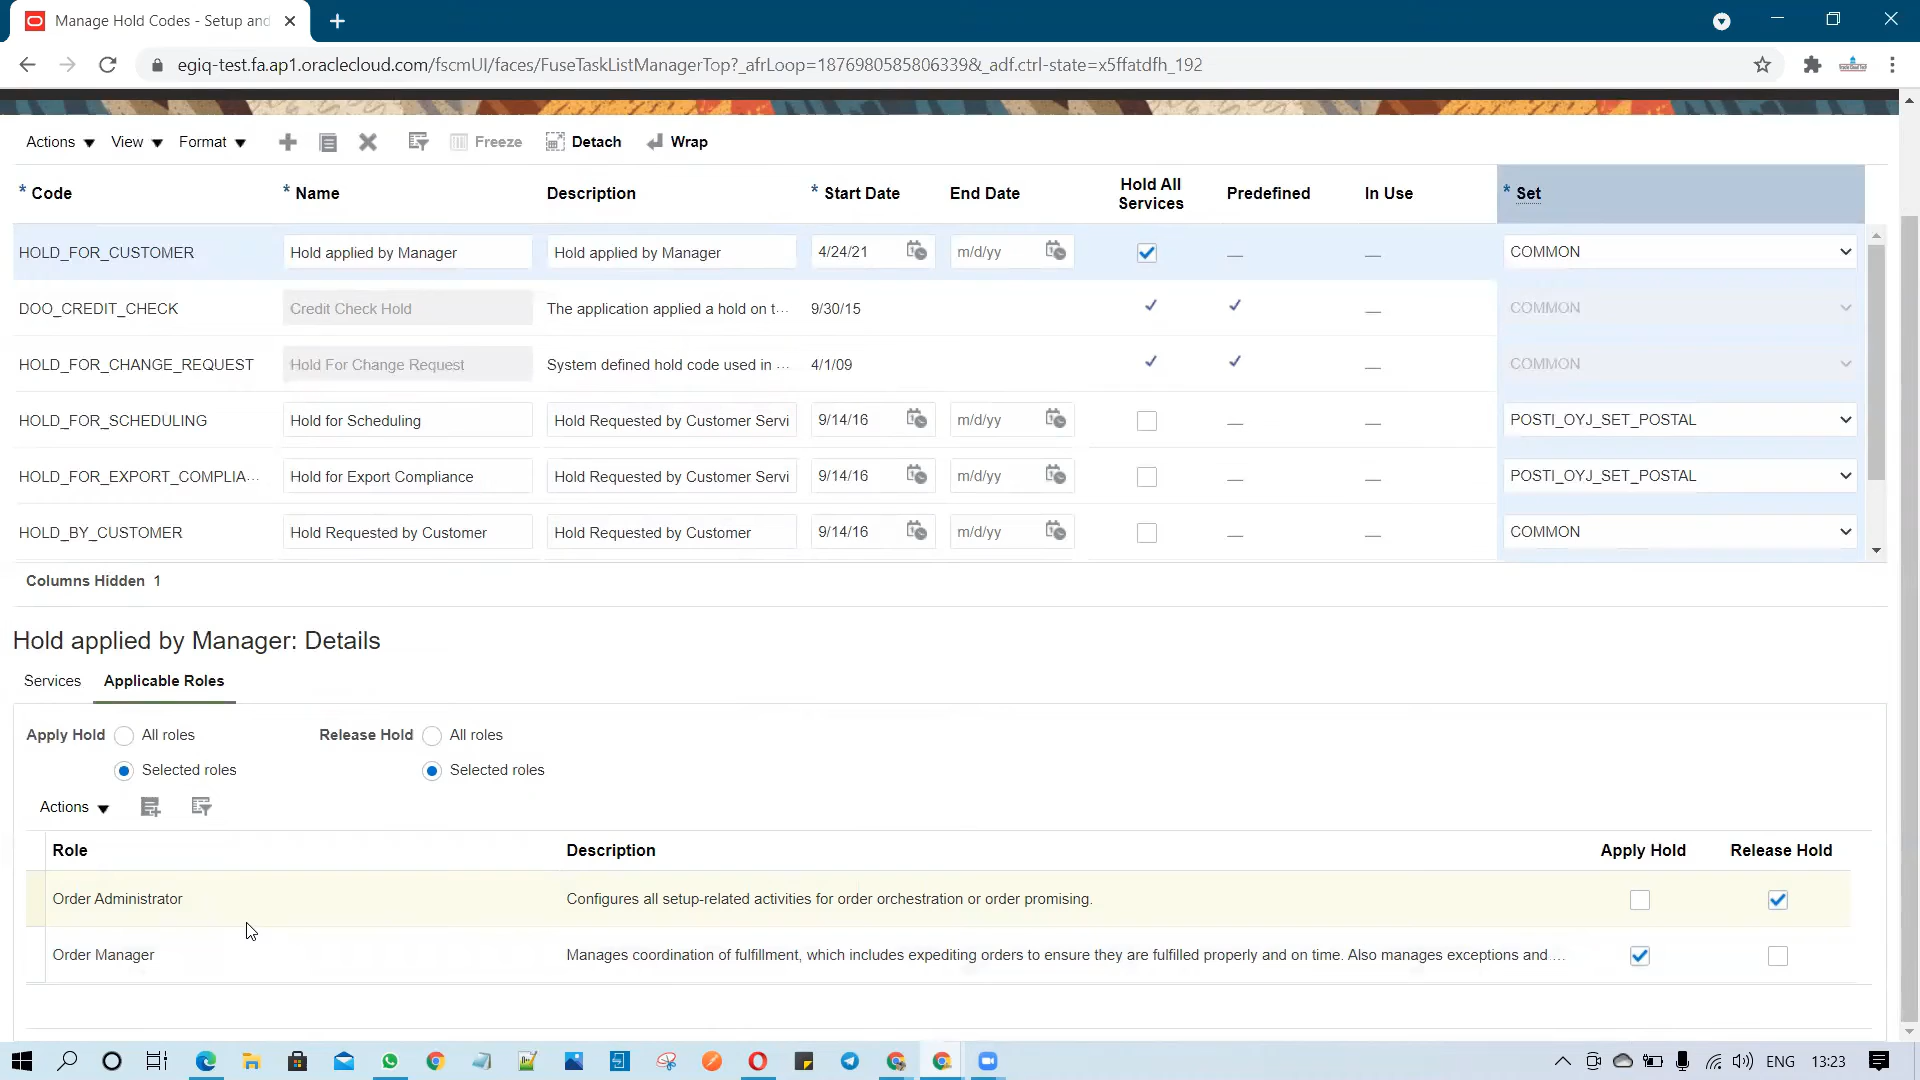 Manage Hold Codes - Setup and
egiq-test.fa.ap1.oraclecloud.com/fscmUI/faces/FuseTaskListManagerTop?_afrLoop=187698058580​6339&_adf.ctrl-state=x5ffatdfh_192
Actions View Format Freeze Detach Wrap
* Code * Name Description * Start Date End Date Hold All Services Predefined In Use * Set
HOLD_FOR_CUSTOMER Hold applied by Manager Hold applied by Manager 4/24/21 m/d/yy COMMON
DOO_CREDIT_CHECK Credit Check Hold The application applied a hold on t... 9/30/15 COMMON
HOLD_FOR_CHANGE_REQUEST Hold For Change Request System defined hold code used in ... 4/1/09 COMMON
HOLD_FOR_SCHEDULING Hold for Scheduling Hold Requested by Customer Servi 9/14/16 m/d/yy POSTI_OYJ_SET_POSTAL
HOLD_FOR_EXPORT_COMPLIA... Hold for Export Compliance Hold Requested by Customer Servi 9/14/16 m/d/yy POSTI_OYJ_SET_POSTAL
HOLD_BY_CUSTOMER Hold Requested by Customer Hold Requested by Customer 9/14/16 m/d/yy COMMON
Columns Hidden 1
Hold applied by Manager: Details
Services Applicable Roles
Apply Hold All roles Release Hold All roles
Selected roles Selected roles
Actions
Role Description Apply Hold Release Hold
Order Administrator Configures all setup-related activities for order orchestration or order promising.
Order Manager Manages coordination of fulfillment, which includes expediting orders to ensure they are fulfilled properly and on time. Also manages exceptions and....
ENG 13:23